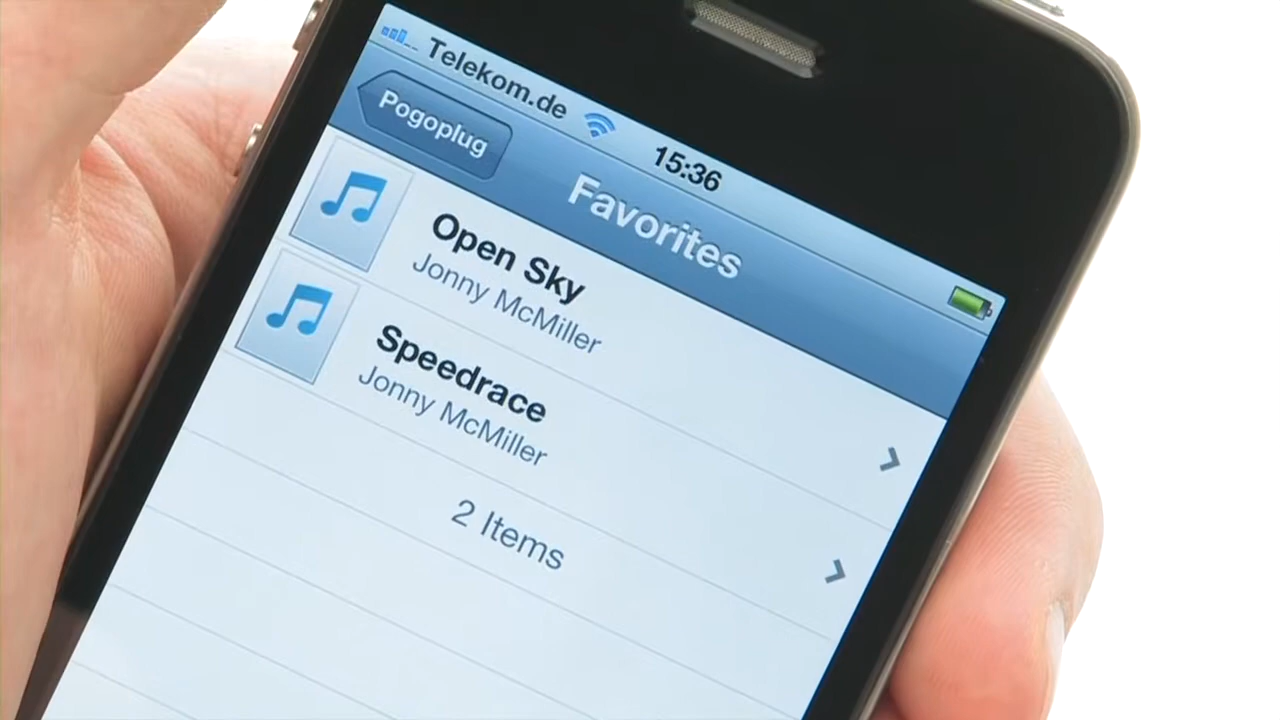 Telekom.de 15:36
Pogoplug
Favorites
Open Sky
Jonny McMiller
Speedrace
Jonny McMiller
2 Items